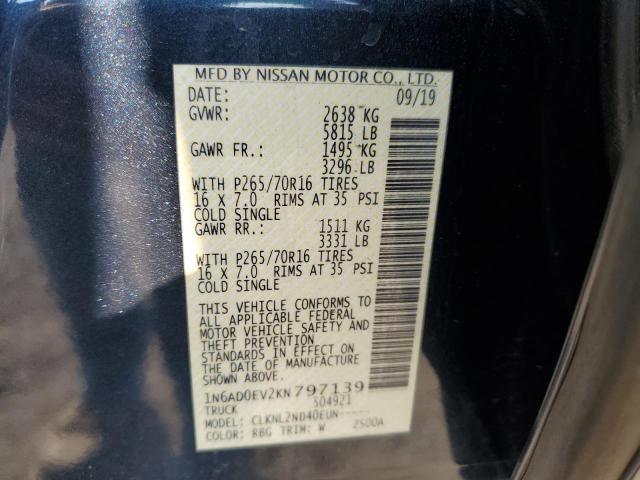 MFD BY NISSAN MOTOR CO., LTD.
DATE: 09/19
GVWR: 2638 KG
5815 LB
GAWR FR.: 1495 KG
3296 LB
WITH P265/70R16 TIRES
16 X 7.0 RIMS AT 35 PSI
COLD SINGLE
GAWR RR.: 1511 KG
3331 LB
WITH P265/70R16 TIRES
16 X 7.0 RIMS AT 35 PSI
COLD SINGLE
THIS VEHICLE CONFORMS TO
ALL APPLICABLE FEDERAL
MOTOR VEHICLE SAFETY AND
THEFT PREVENTION
STANDARDS IN EFFECT ON
THE DATE OF MANUFACTURE
SHOWN ABOVE.
1N6AD0EV2KN797139
TRUCK 504921
MODEL: CLKNL2ND40EUN-----
COLOR: RBG TRIM: W 2500A